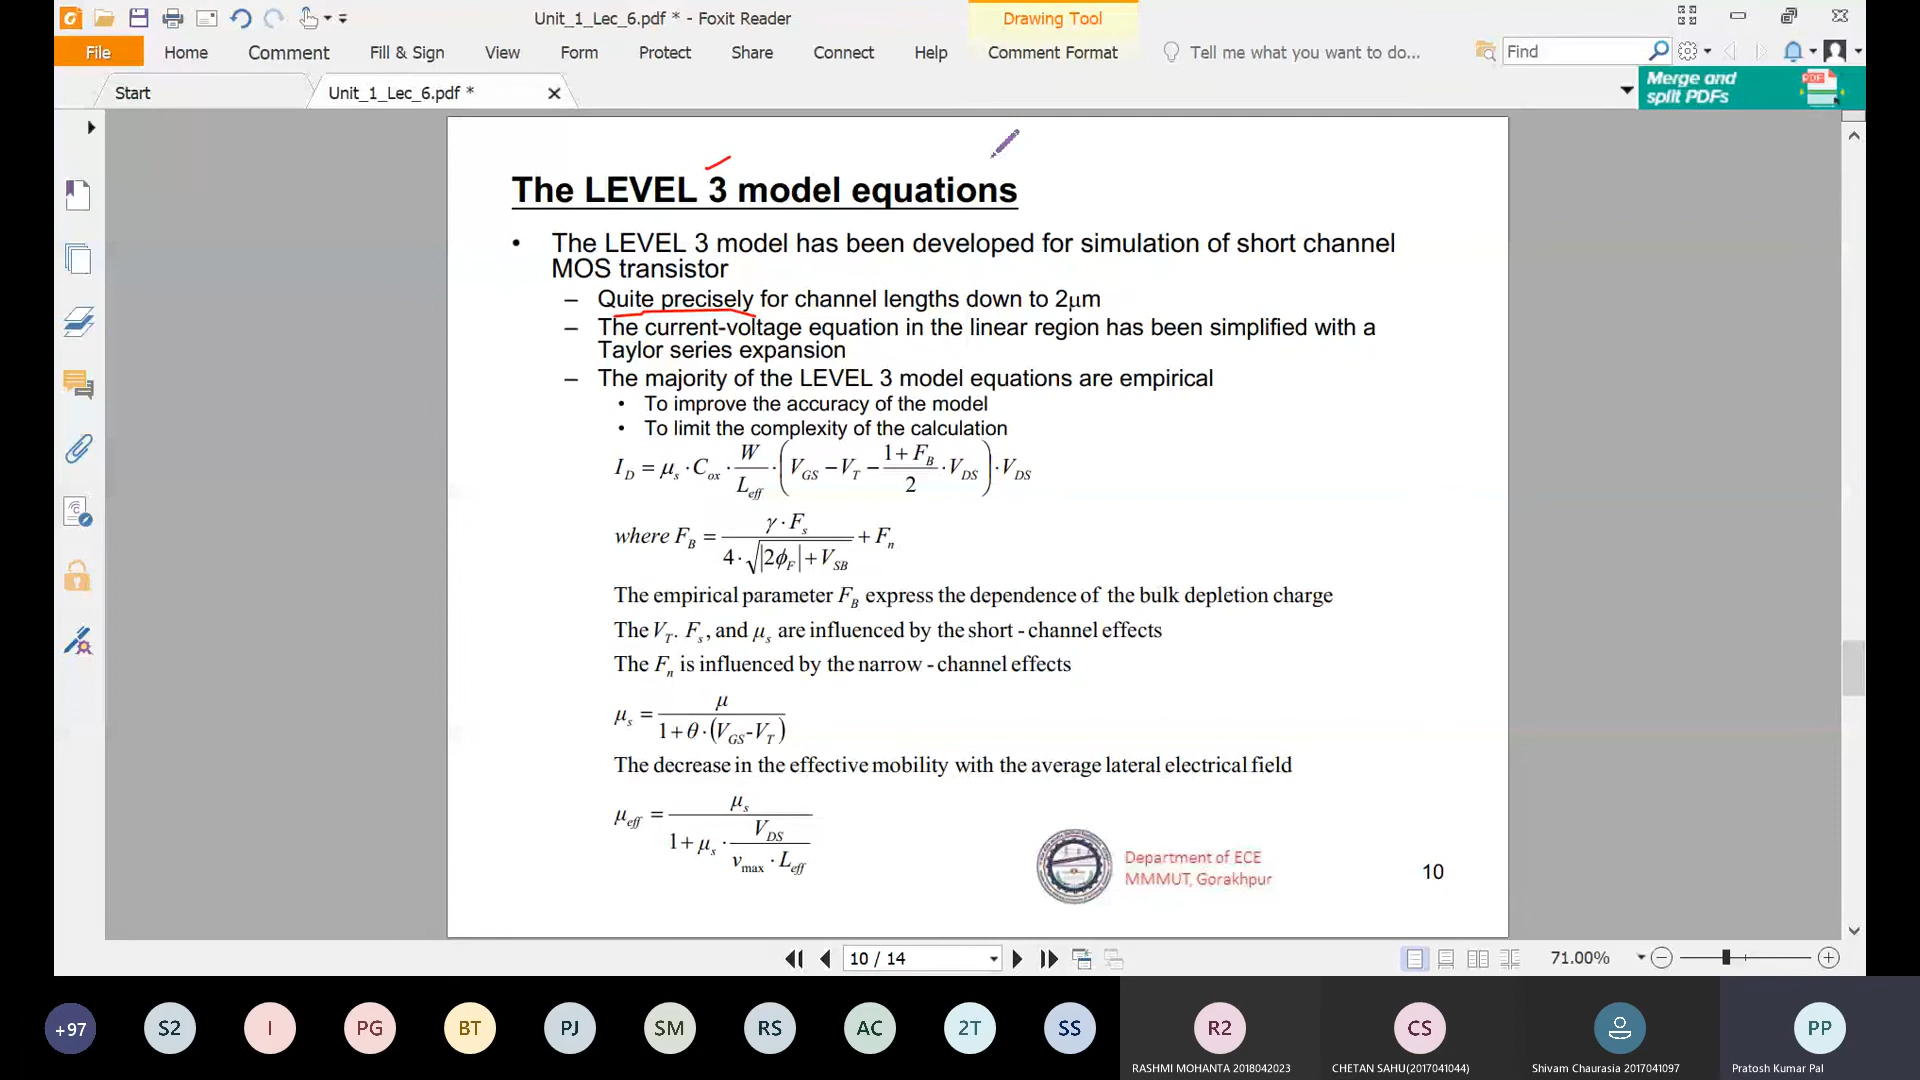 Unit_1_Lec_6.pdf * - Foxit Reader
Drawing Tool
File Home Comment Fill & Sign View Form Protect Share Connect Help Comment Format Tell me what you want to do... Find
Start Unit_1_Lec_6.pdf *
Merge and
split PDFs
The LEVEL 3 model equations
• The LEVEL 3 model has been developed for simulation of short channel
MOS transistor
– Quite precisely for channel lengths down to 2μm
– The current-voltage equation in the linear region has been simplified with a
Taylor series expansion
– The majority of the LEVEL 3 model equations are empirical
• To improve the accuracy of the model
• To limit the complexity of the calculation
I_D = μ_s · C_ox · W / L_eff · (V_GS − V_T − (1 + F_B) / 2 · V_DS) · V_DS
where F_B = γ · F_s / (4 · √(|2ϕ_F| + V_SB)) + F_n
The empirical parameter F_B express the dependence of the bulk depletion charge
The V_T. F_s, and μ_s are influenced by the short - channel effects
The F_n is influenced by the narrow - channel effects
μ_s = μ / (1 + θ · (V_GS - V_T))
The decrease in the effective mobility with the average lateral electrical field
μ_eff = μ_s / (1 + μ_s · V_DS / (v_max · L_eff))
Department of ECE
MMMUT, Gorakhpur
10
10 / 14
71.00%
+97 S2 I PG BT PJ SM RS AC 2T SS R2 CS PP
RASHMI MOHANTA 2018042023 CHETAN SAHU(2017041044) Shivam Chaurasia 2017041097 Pratosh Kumar Pal